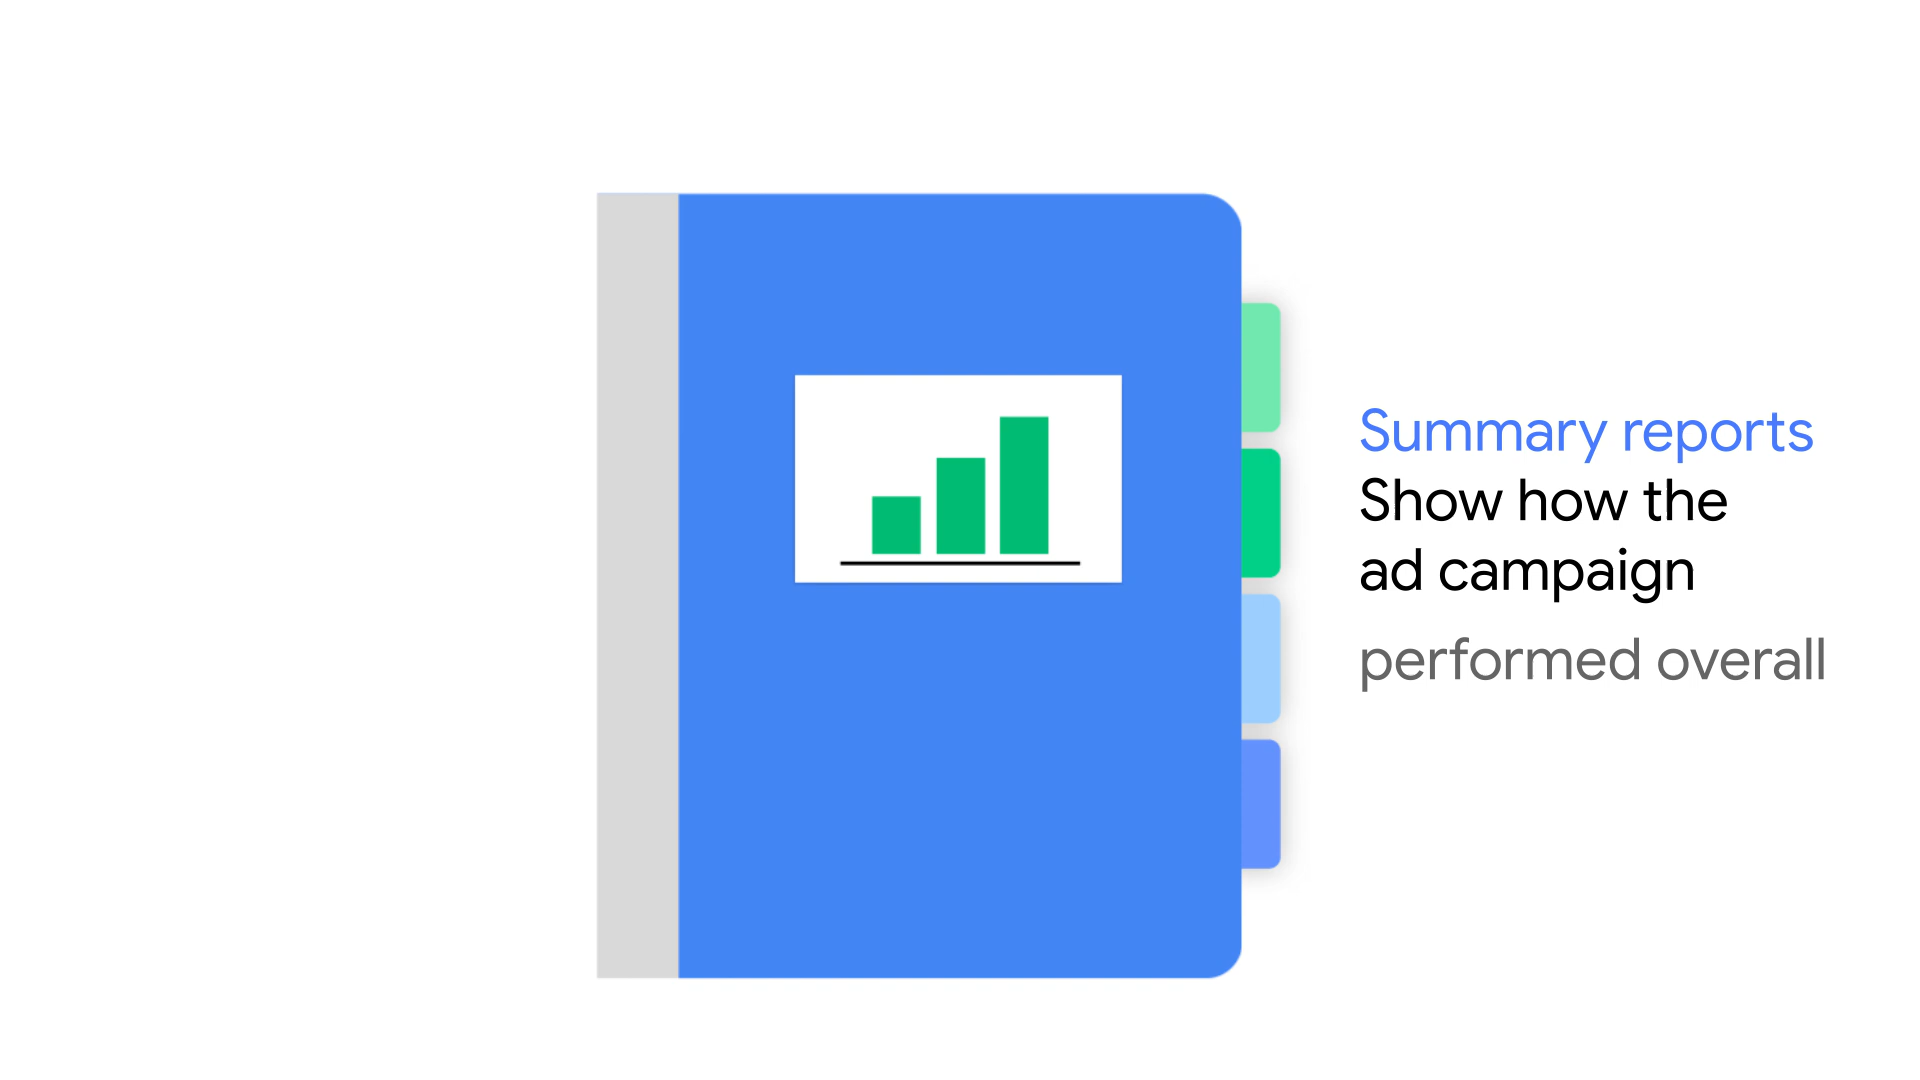 Summary reports
Show how the
ad campaign
performed overall